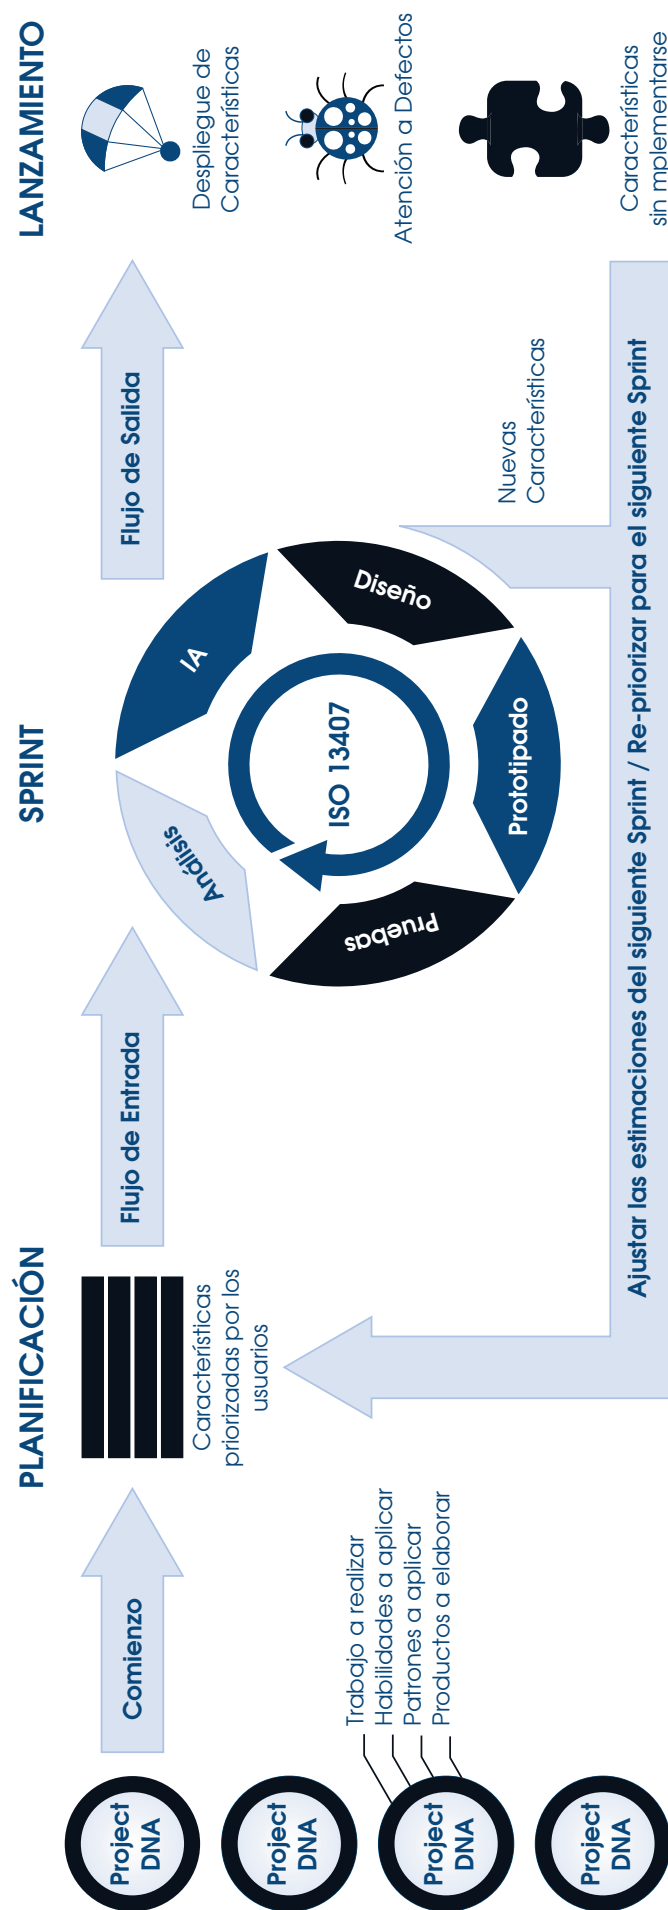 PLANIFICACIÓN
SPRINT
LANZAMIENTO
Project
DNA
Project
DNA
Project
DNA
Project
DNA
Comienzo
Trabajo a realizar
Habilidades a aplicar
Patrones a aplicar
Productos a elaborar
Características
priorizadas por los
usuarios
Flujo de Entrada
Análisis
IA
Diseño
Prototipado
Pruebas
ISO 13407
Flujo de Salida
Nuevas
Características
Despliegue de
Características
Atención a Defectos
Características
sin mplementarse
Ajustar las estimaciones del siguiente Sprint / Re-priorizar para el siguiente Sprint